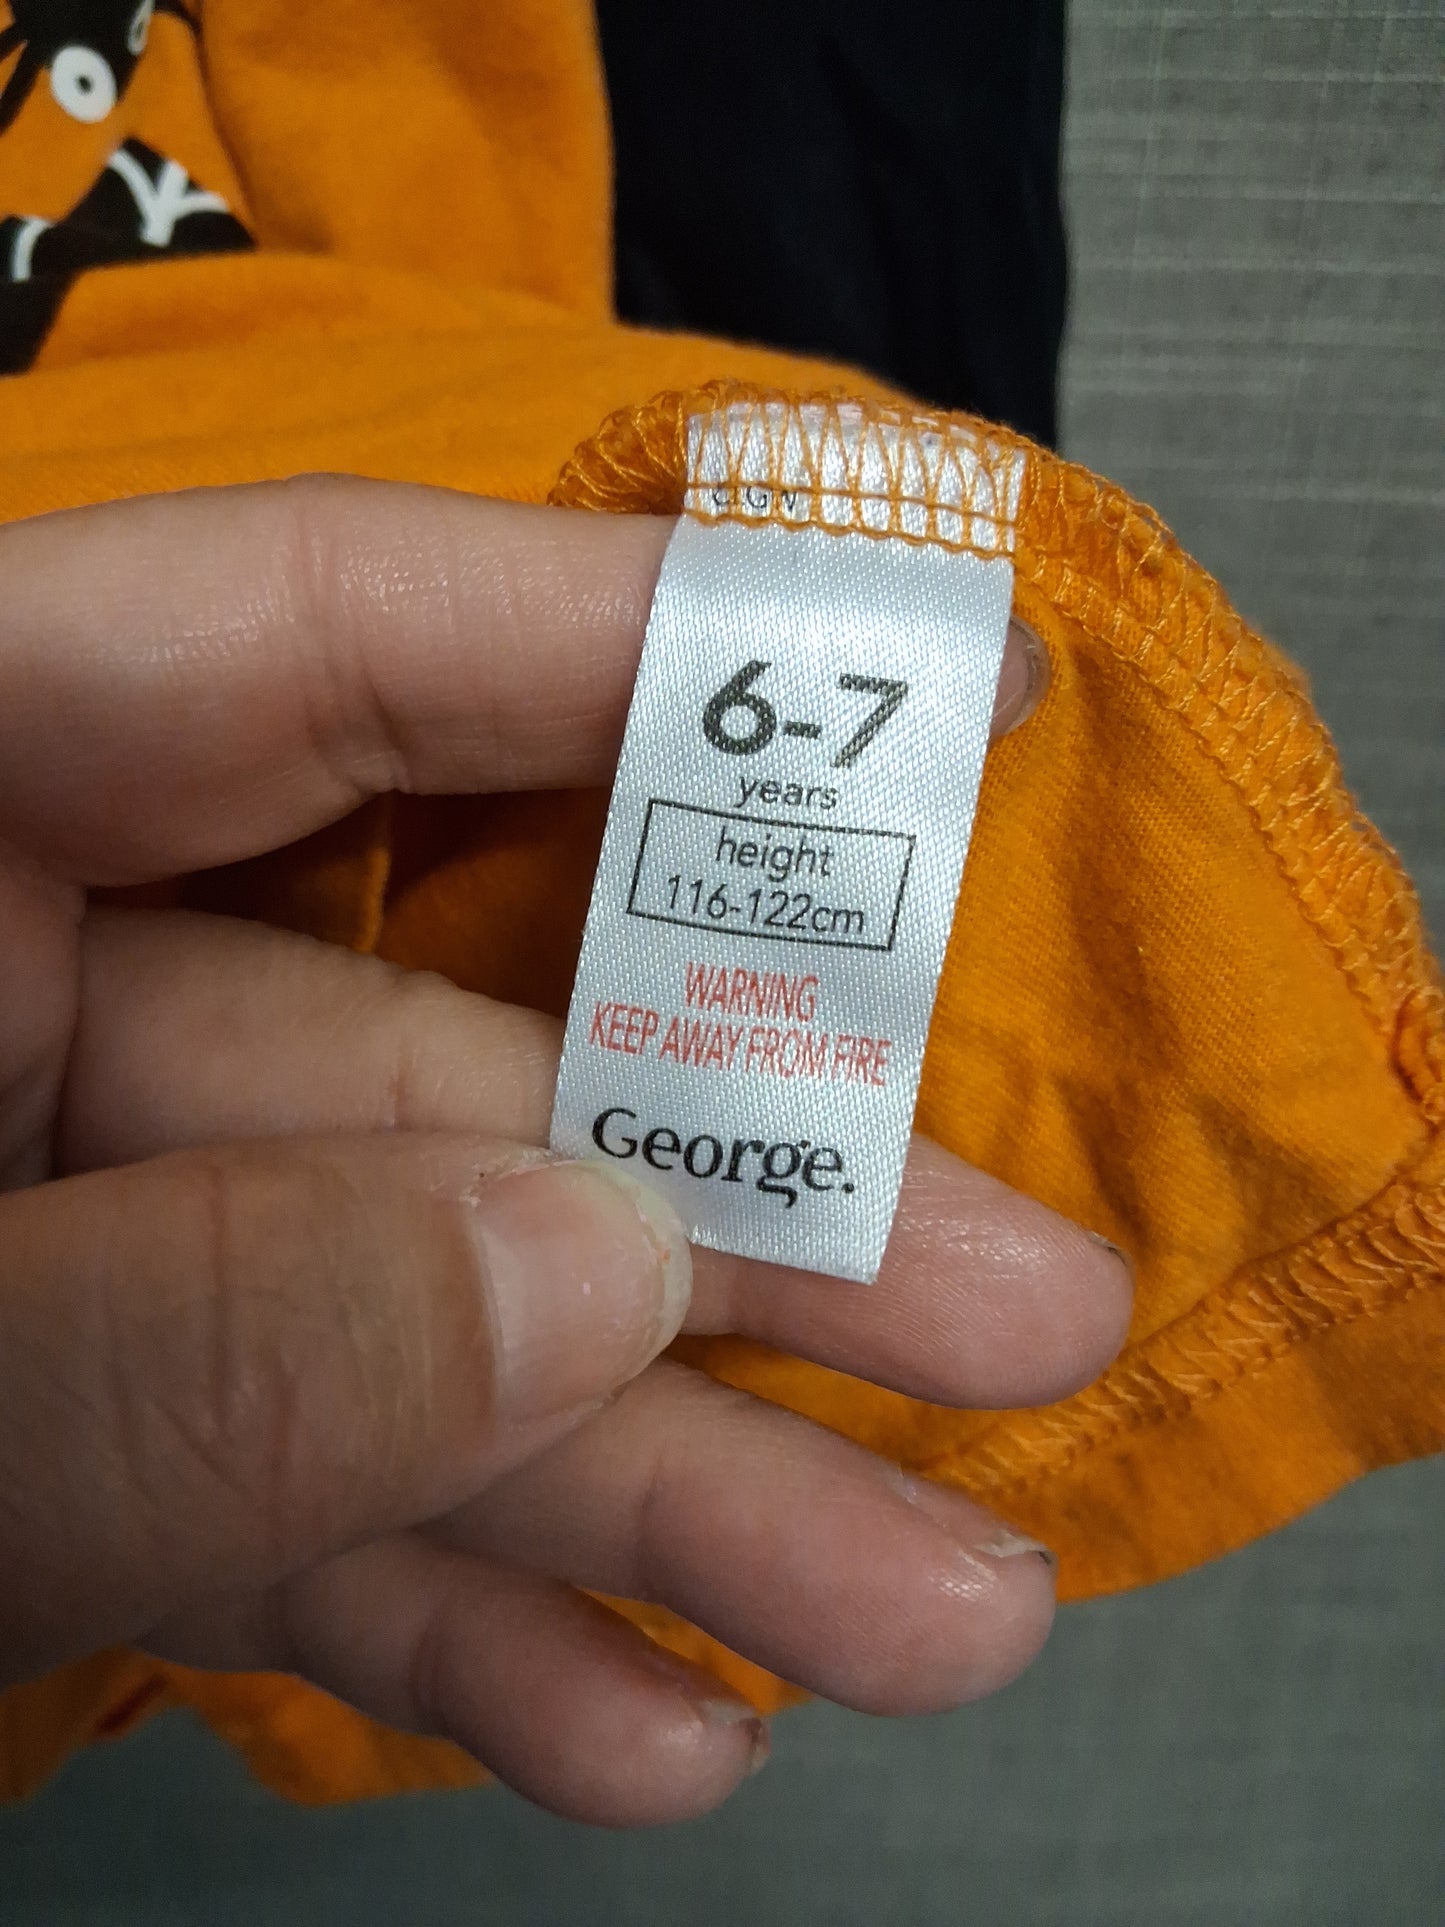 6-7
years
height
116-122cm
WARNING
KEEP AWAY FROM FIRE
George.